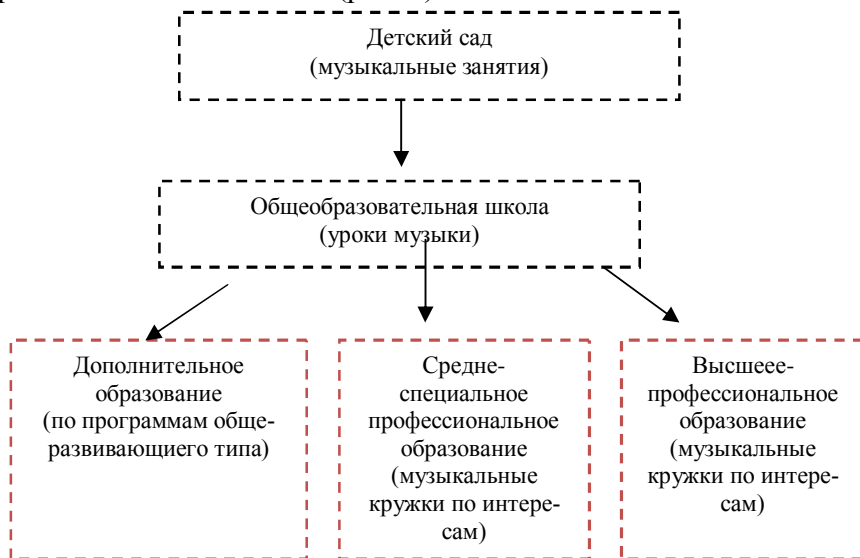 Детский сад
(музыкальные занятия)
Общеобразовательная школа
(уроки музыки)
Дополнительное
образование
(по программам обще-
развивающиего типа)
Средне-
специальное
профессиональное
образование
(музыкальные
кружки по интере-
сам)
Высшеее-
профессиональное
образование
(музыкальные
кружки по интере-
сам)